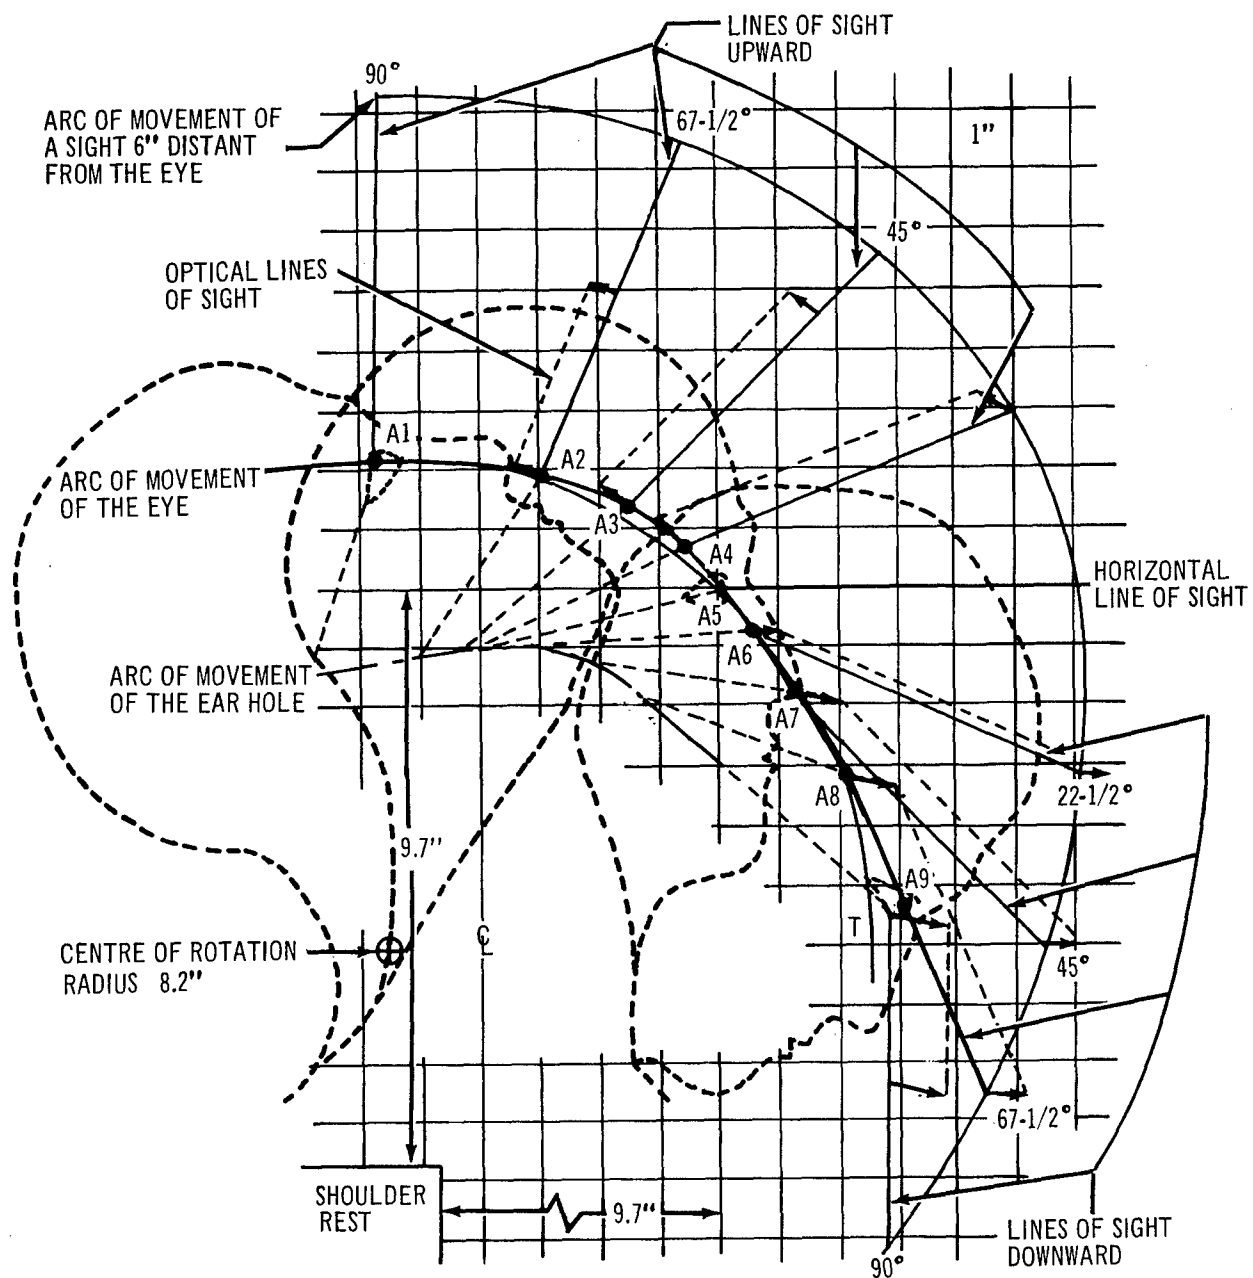 LINES OF SIGHT
UPWARD
90°
ARC OF MOVEMENT OF
A SIGHT 6" DISTANT
FROM THE EYE
67-1/2°
1"
45°
OPTICAL LINES
OF SIGHT
A1
A2
ARC OF MOVEMENT
OF THE EYE
A3
A4
HORIZONTAL
LINE OF SIGHT
A5
A6
ARC OF MOVEMENT
OF THE EAR HOLE
A7
A8
22-1/2°
9.7"
A9
T
CENTRE OF ROTATION
RADIUS 8.2"
℄
45°
67-1/2°
SHOULDER
REST
9.7"
LINES OF SIGHT
DOWNWARD
90°